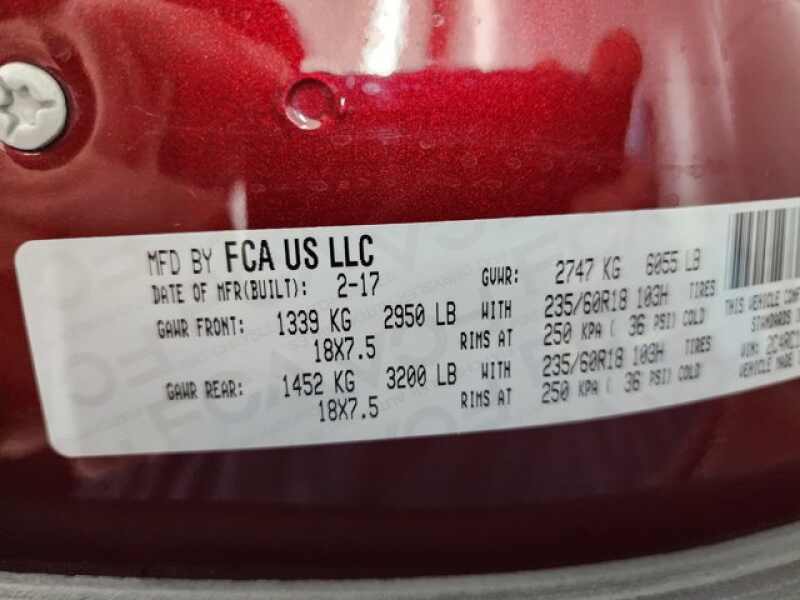 MFD BY FCA US LLC
DATE OF MFR(BUILT): 2-17 GVWR: 2747 KG 6055 LB
GAWR FRONT: 1339 KG 2950 LB WITH 235/60R18 103H TIRES
18X7.5 RIMS AT 250 KPA ( 36 PSI) COLD
GAWR REAR: 1452 KG 3200 LB WITH 235/60R18 103H TIRES
18X7.5 RIMS AT 250 KPA ( 36 PSI) COLD
THIS VEHICLE
STANDARDS
VIN:
VEHICLE MADE